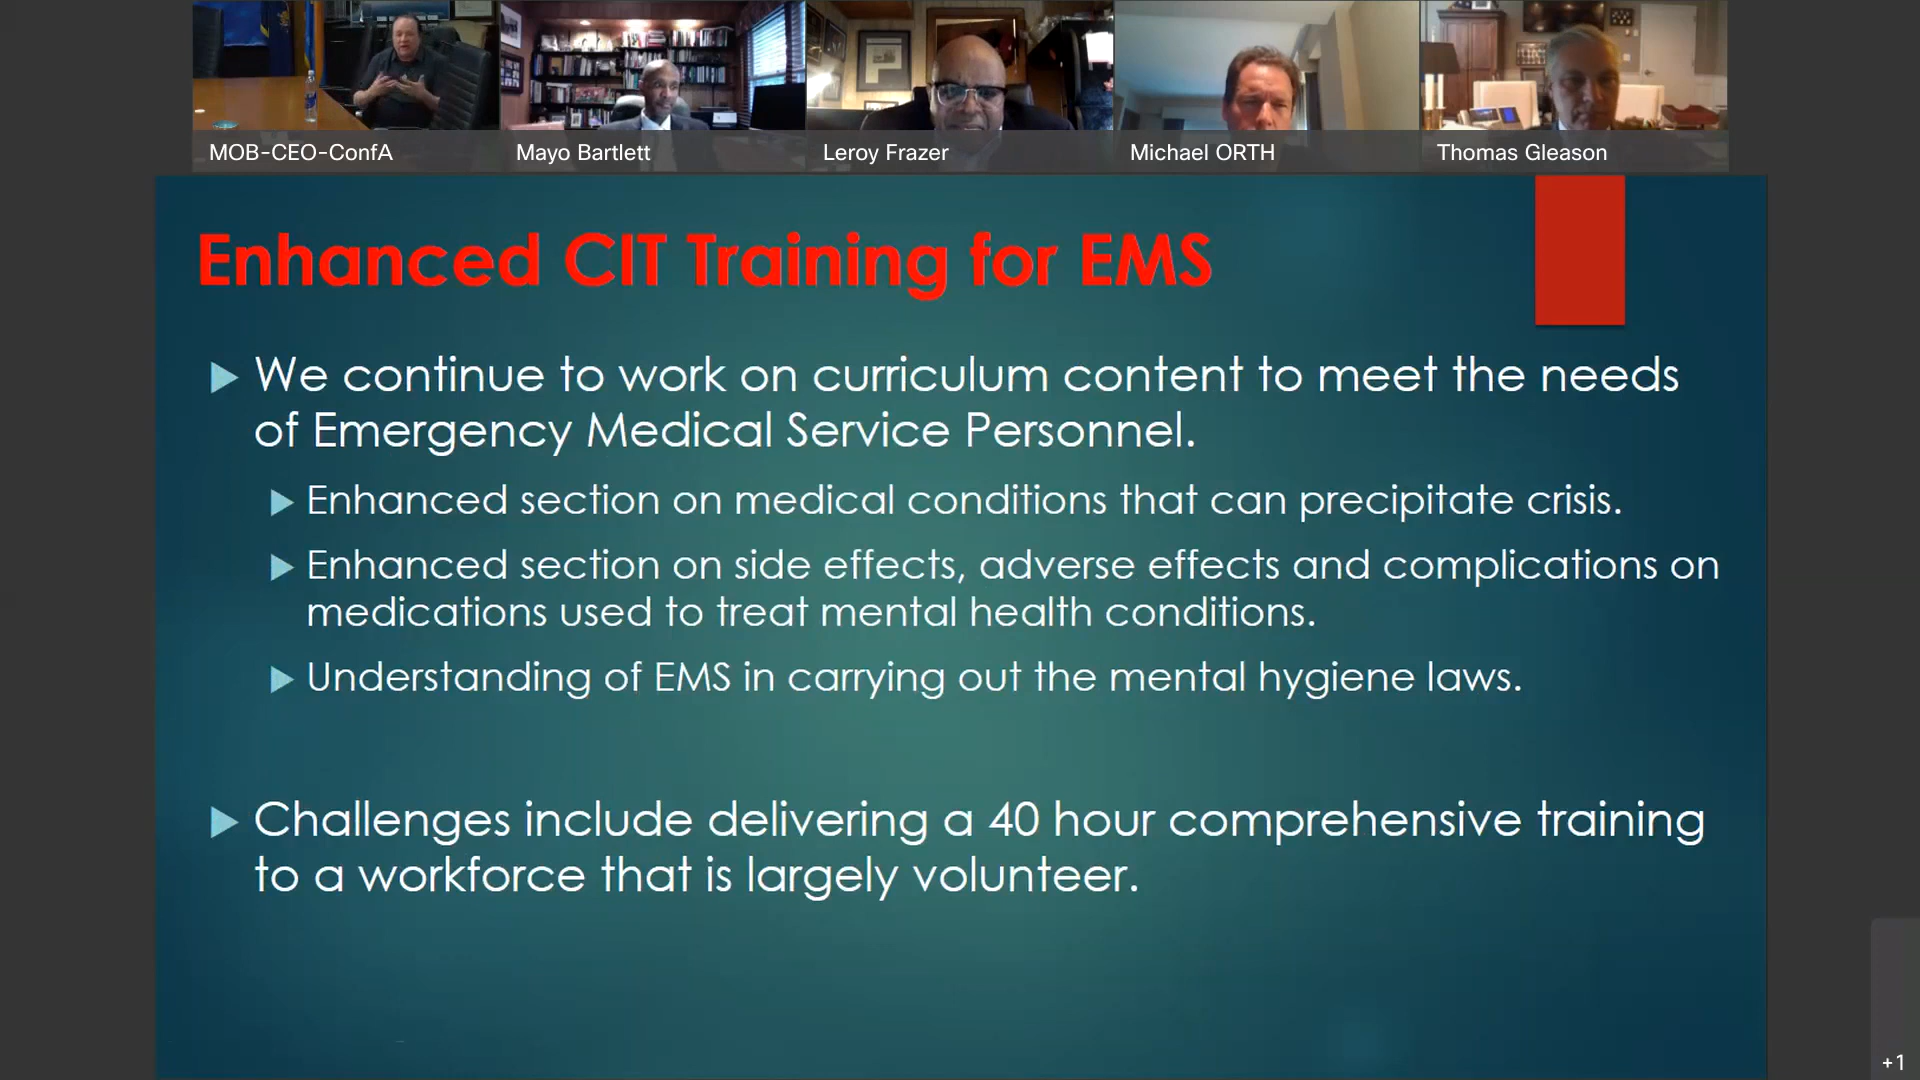 MOB-CEO-ConfA
Mayo Bartlett
Leroy Frazer
Michael ORTH
Thomas Gleason
Enhanced CIT Training for EMS
We continue to work on curriculum content to meet the needs
of Emergency Medical Service Personnel.
Enhanced section on medical conditions that can precipitate crisis.
Enhanced section on side effects, adverse effects and complications on
medications used to treat mental health conditions.
Understanding of EMS in carrying out the mental hygiene laws.
Challenges include delivering a 40 hour comprehensive training
to a workforce that is largely volunteer.
+1